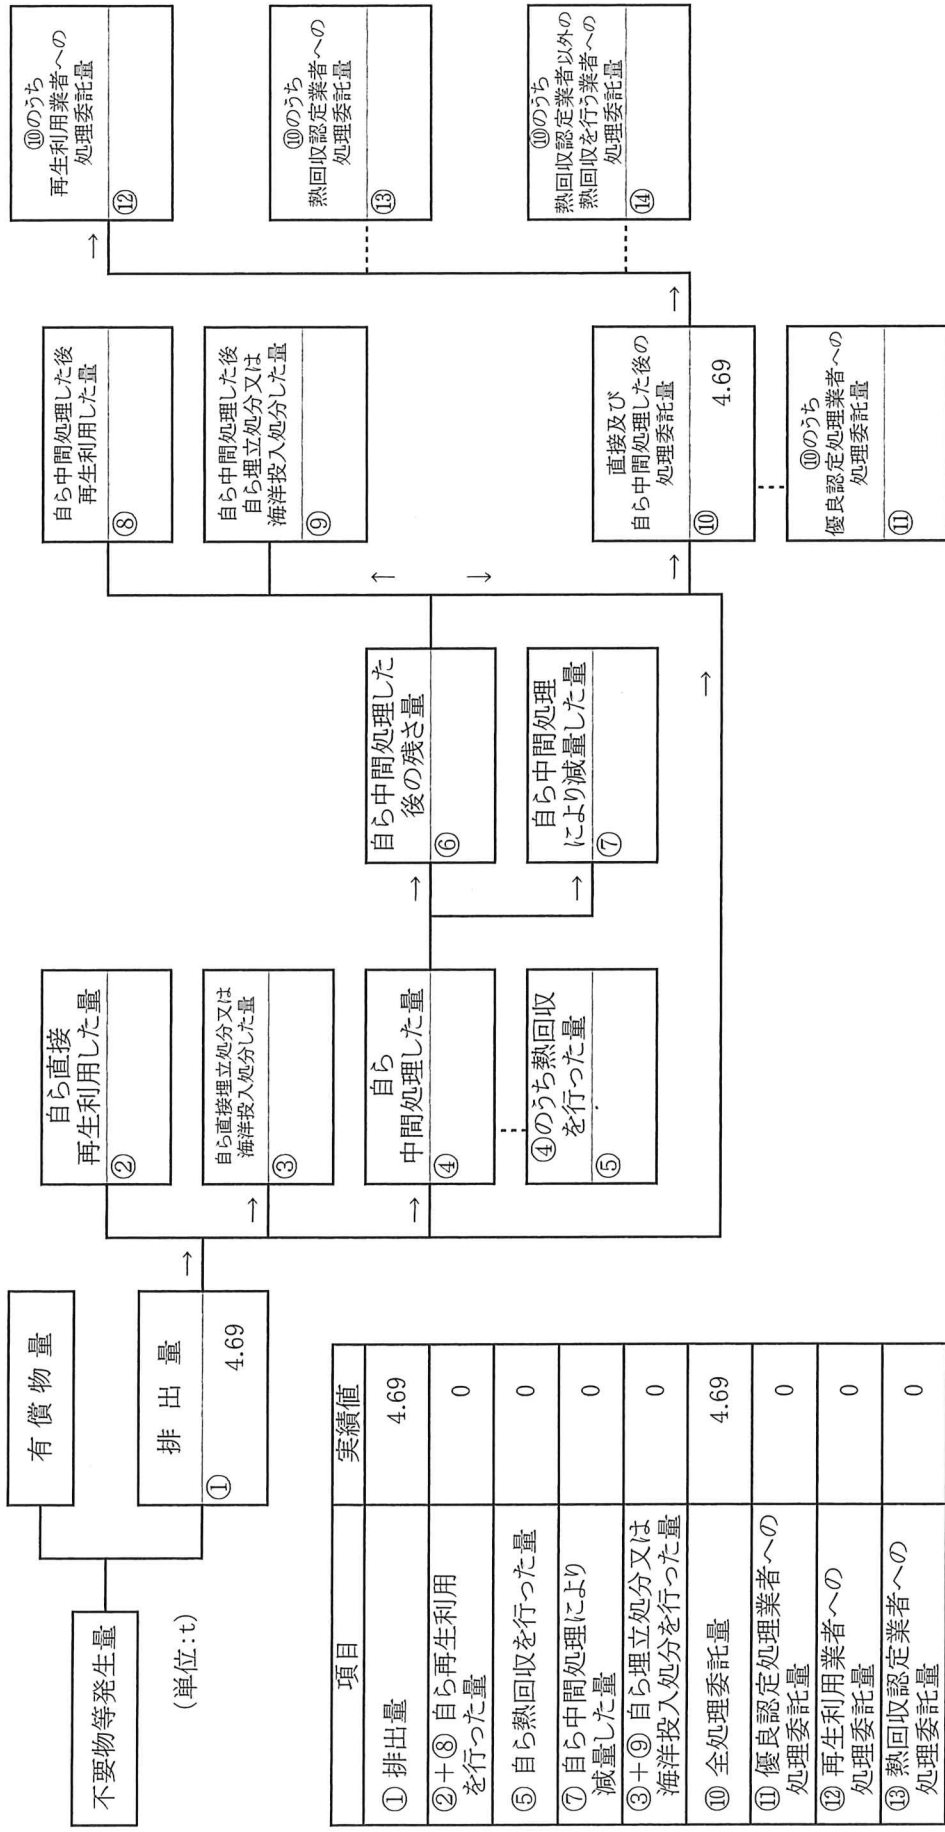 不要物等発生量
有償物量
排出量
①
4.69
(単位:t)
→
自ら直接
再生利用した量
②
→
自ら直接埋立処分又は
海洋投入処分した量
③
→
自ら
中間処理した量
④
④のうち熱回収
を行った量
⑤
→
自ら中間処理した
後の残さ量
⑥
→
自ら中間処理
により減量した量
⑦
→
自ら中間処理した後
再生利用した量
⑧
自ら中間処理した後
自ら埋立処分又は
海洋投入処分した量
⑨
↑
↓
→
直接及び
自ら中間処理した後の
処理委託量
⑩
4.69
⑩のうち
優良認定処理業者への
処理委託量
⑪
→
→
⑩のうち
再生利用業者への
処理委託量
⑫
⑩のうち
熱回収認定業者への
処理委託量
⑬
⑩のうち
熱回収認定業者以外の
熱回収を行う業者への
処理委託量
⑭
項目 実績値
① 排出量 4.69
②+⑧ 自ら再生利用
を行った量 0
⑤ 自ら熱回収を行った量 0
⑦ 自ら中間処理により
減量した量 0
③+⑨ 自ら埋立処分又は
海洋投入処分を行った量 0
⑩ 全処理委託量 4.69
⑪ 優良認定処理業者への
処理委託量 0
⑫ 再生利用業者への
処理委託量 0
⑬ 熱回収認定業者への
処理委託量 0